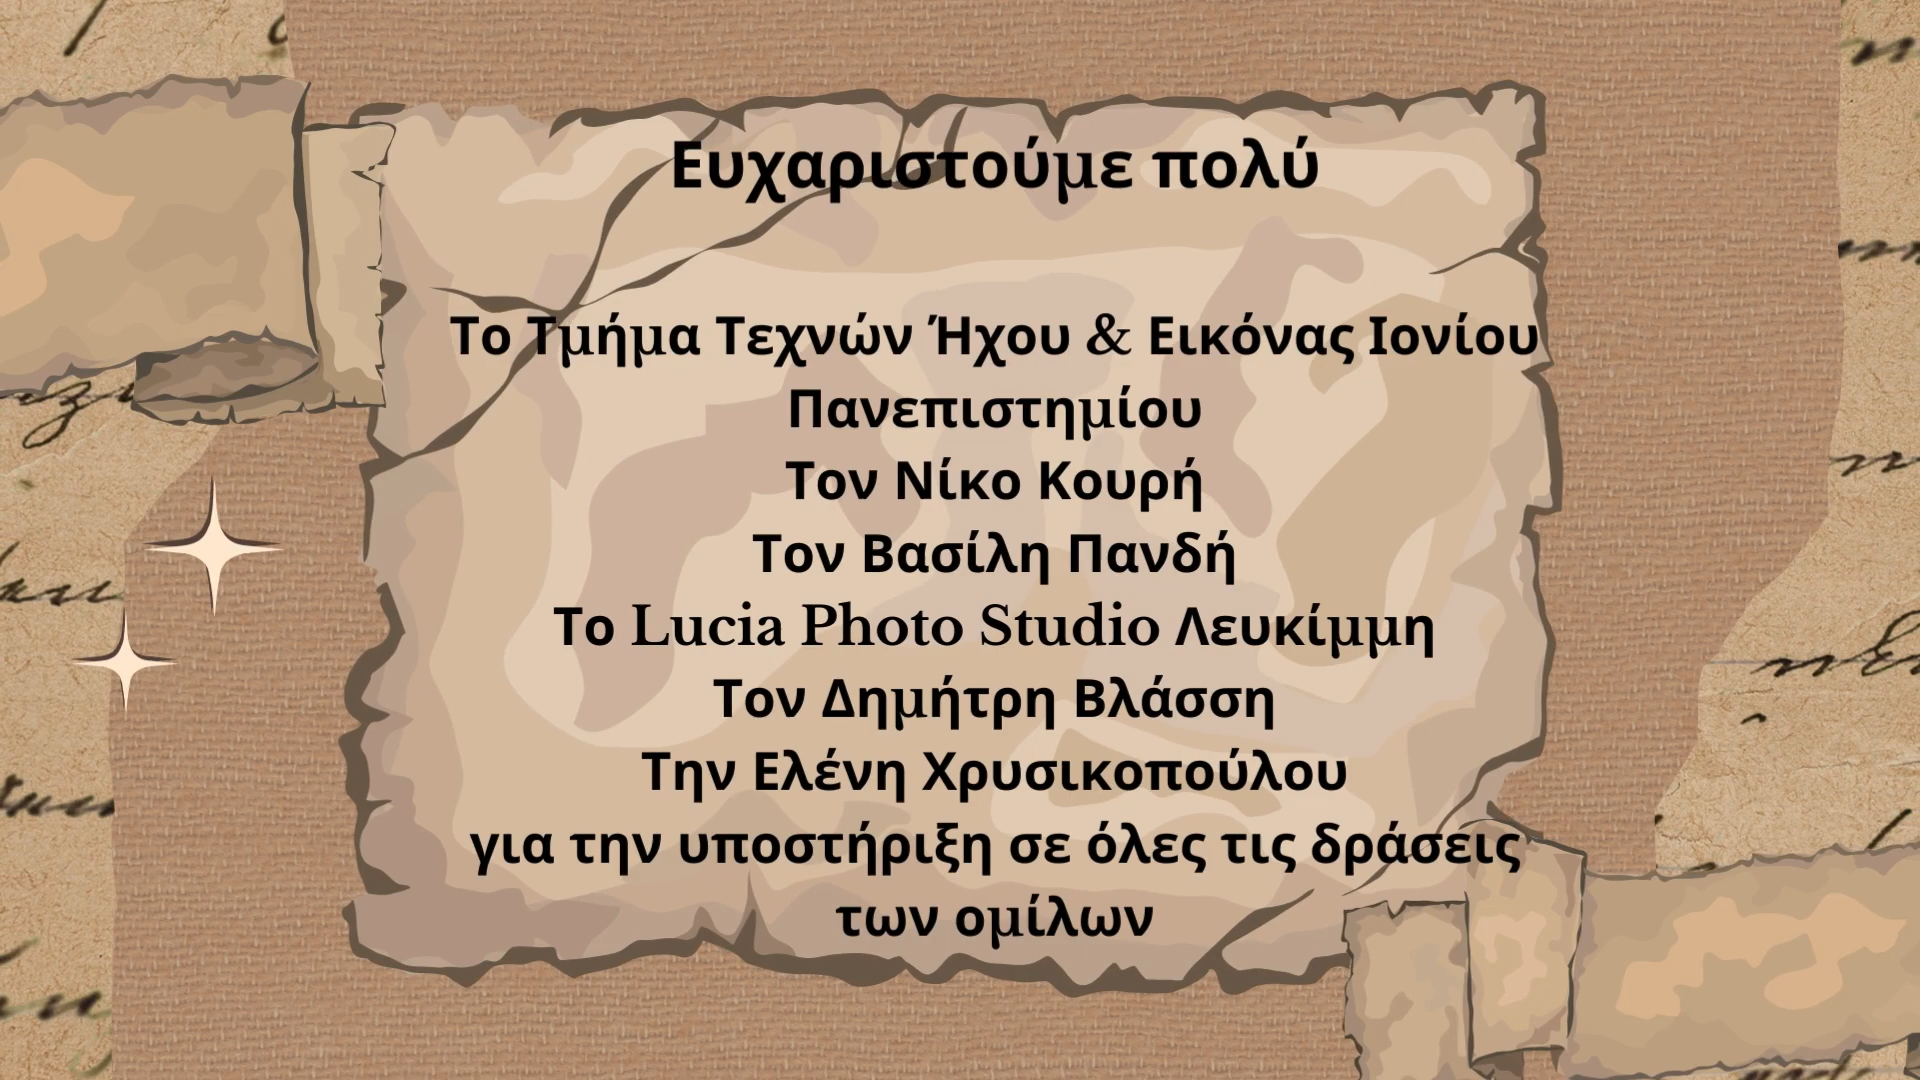 Ευχαριστούμε πολύ
Το Τμήμα Τεχνών Ήχου & Εικόνας Ιονίου
Πανεπιστημίου
Τον Νίκο Κουρή
Τον Βασίλη Πανδή
Το Lucia Photo Studio Λευκίμμη
Τον Δημήτρη Βλάσση
Την Ελένη Χρυσικοπούλου
για την υποστήριξη σε όλες τις δράσεις
των ομίλων